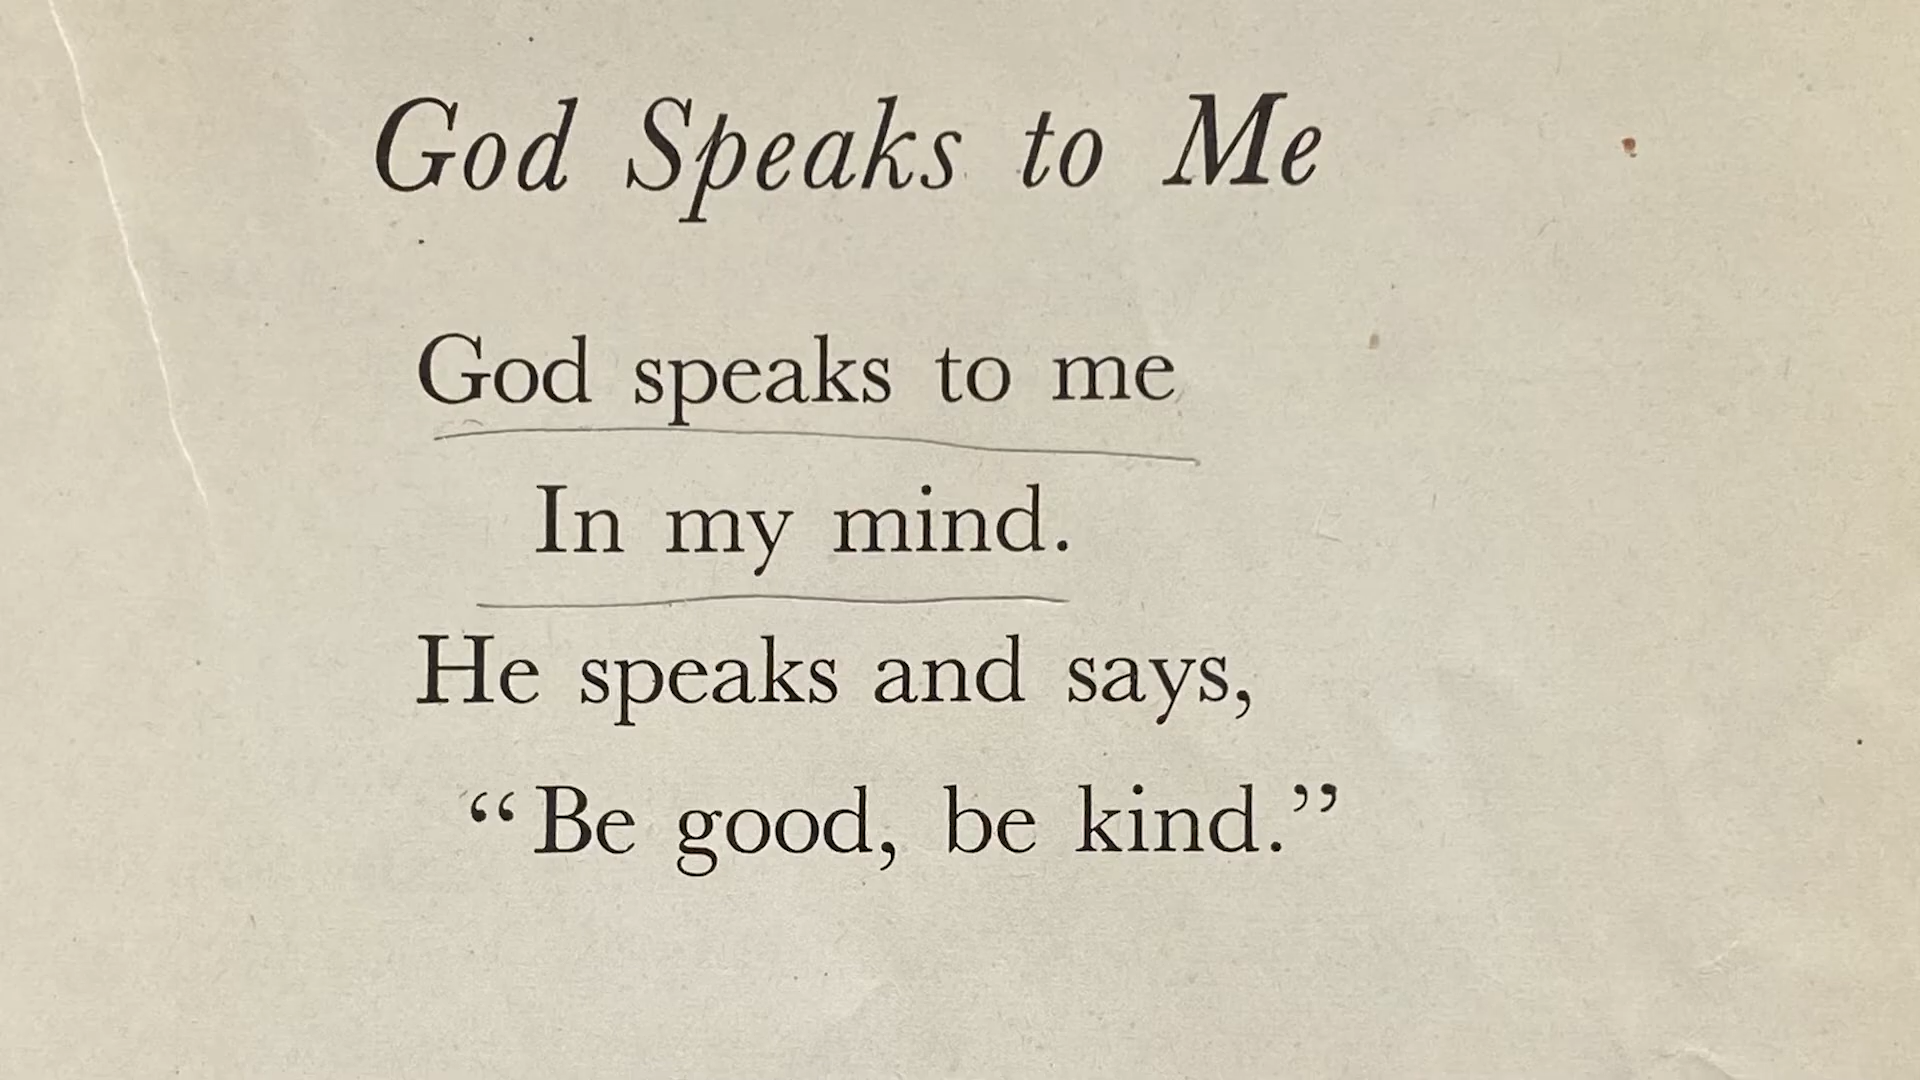 God Speaks to Me
God speaks to me
In my mind.
He speaks and says,
“Be good, be kind.”